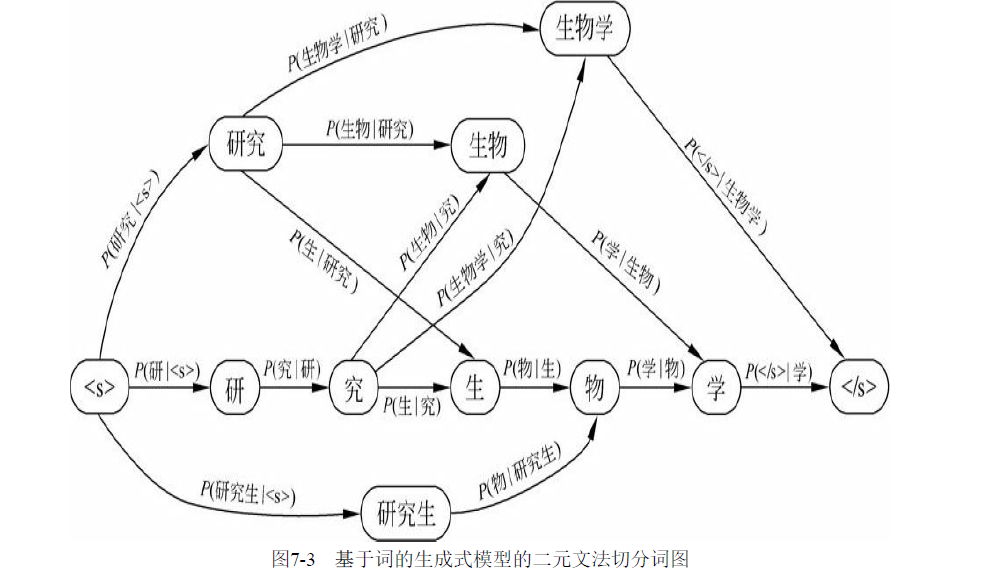 生物学
P(生物学|研究)
研究
P(生物|研究)
生物
P(</s>|生物学)
P(研究|<s>)
P(生|研究)
P(生物|究)
P(生物学|究)
P(学|生物)
<s>
P(研|<s>)
研
P(究|研)
究
P(生|究)
生
P(物|生)
物
P(学|物)
学
P(</s>|学)
</s>
P(研究生|<s>)
研究生
P(物|研究生)
图7-3 基于词的生成式模型的二元文法切分词图